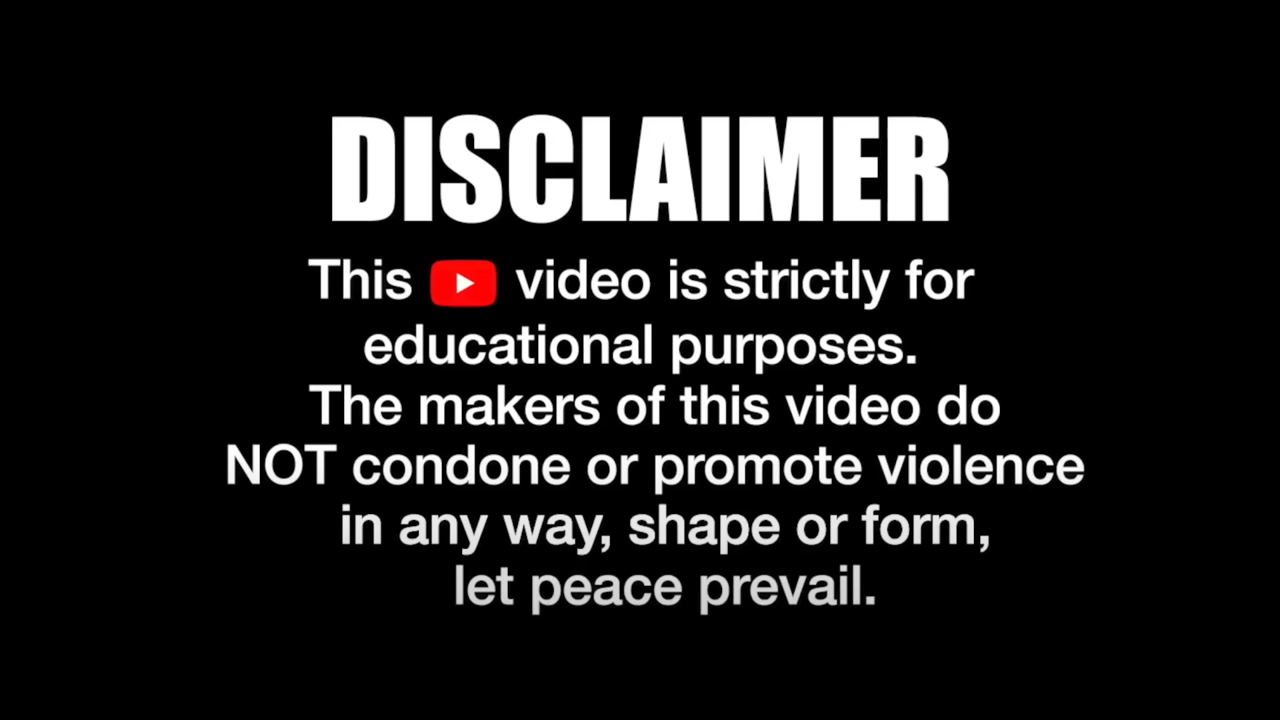 DISCLAIMER
This video is strictly for
educational purposes.
The makers of this video do
NOT condone or promote violence
in any way, shape or form,
let peace prevail.